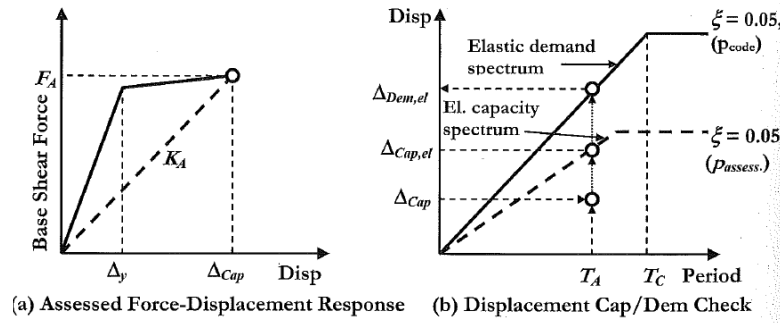 Base Shear Force
F_A
K_A
Δ_y
Δ_Cap
Disp
(a) Assessed Force-Displacement Response
Disp
ξ = 0.05,
(p_code)
Elastic demand
spectrum
Δ_Dem,el
El. capacity
spectrum
ξ = 0.05
(p_assess.)
Δ_Cap,el
Δ_Cap
T_A
T_C
Period
(b) Displacement Cap/Dem Check